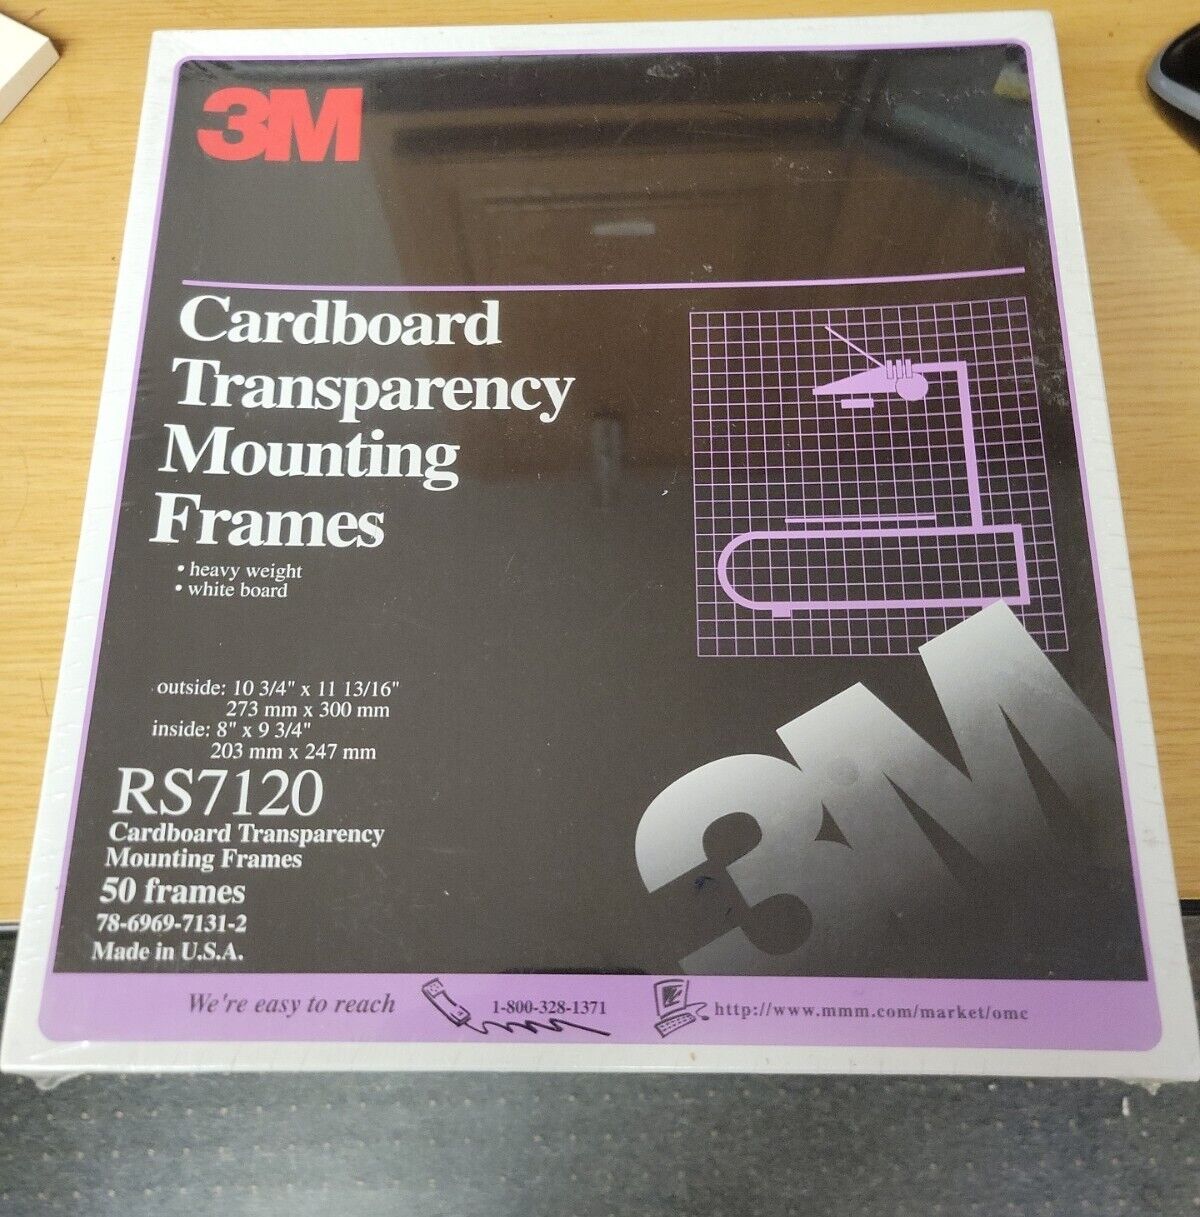 3M
Cardboard
Transparency
Mounting
Frames
• heavy weight
• white board
outside: 10 3/4" x 11 13/16"
273 mm x 300 mm
inside: 8" x 9 3/4"
203 mm x 247 mm
RS7120
Cardboard Transparency
Mounting Frames
50 frames
78-6969-7131-2
Made in U.S.A.
3M
We're easy to reach
1-800-328-1371
http://www.mmm.com/market/omc